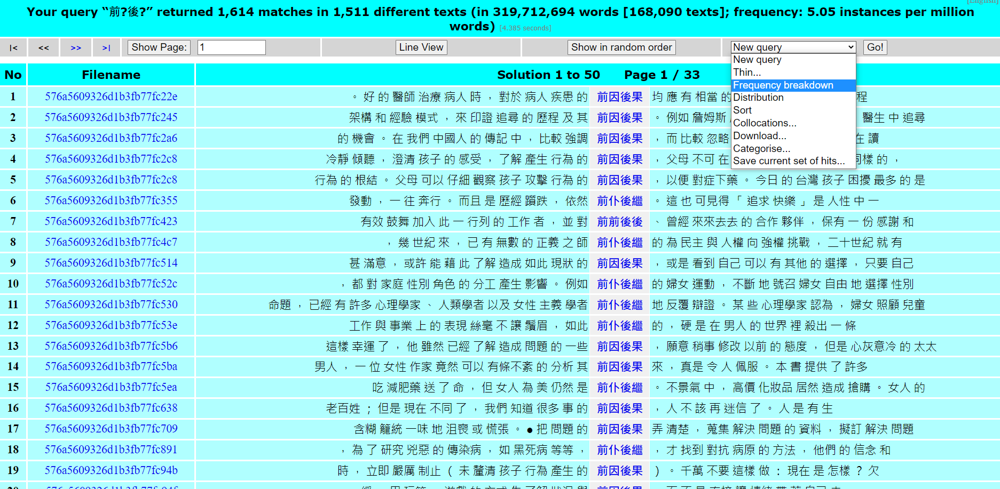 [English]
Your query “前?後?” returned 1,614 matches in 1,511 different texts (in 319,712,694 words [168,090 texts]; frequency: 5.05 instances per million
words) [4.385 seconds]
|< << >> >| Show Page: 1 Line View Show in random order New query Go!
New query
Thin...
Frequency breakdown
Distribution
Sort
Collocations...
Download...
Categorise...
Save current set of hits...
No Filename Solution 1 to 50 Page 1 / 33
1 576a5609326d1b3fb77fc22e 。 好 的 醫師 治療 病人 時 ， 對於 病人 疾患 的 前因後果 均 應 有 相當 的 程
2 576a5609326d1b3fb77fc245 架構 和 經驗 模式 ， 來 印證 追尋 的 歷程 及 其 前因後果 。 例如 詹姆斯 醫生 中 追尋
3 576a5609326d1b3fb77fc2a6 的 機會 。 在 我們 中國人 的 傳記 中 ， 比較 強調 前因後果 ， 而 比較 忽略 在 讀
4 576a5609326d1b3fb77fc2c8 冷靜 傾聽 ， 澄清 孩子 的 感受 ， 了解 產生 行為 的 前因後果 ， 父母 不可 在 同樣 的 ，
5 576a5609326d1b3fb77fc2c8 行為 的 根結 。 父母 可以 仔細 觀察 孩子 攻擊 行為 的 前因後果 ， 以便 對症下藥 。 今日 的 台灣 孩子 困擾 最多 的 是
6 576a5609326d1b3fb77fc355 發動 ， 一 往 奔行 。 而且 是 歷經 躓跌 ， 依然 前仆後繼 。 這 也 可見得 「 追求 快樂 」 是 人性 中 一
7 576a5609326d1b3fb77fc423 有效 鼓舞 加入 此 一 行列 的 工作 者 ， 並 對 前前後後 、 曾經 來來去去 的 合作 夥伴 ， 保有 一 份 感謝 和
8 576a5609326d1b3fb77fc4c7 ， 幾 世紀 來 ， 已 有 無數 的 正義 之 師 前仆後繼 的 為 民主 與 人權 向 強權 挑戰 ， 二十世紀 就 有
9 576a5609326d1b3fb77fc514 甚 滿意 ， 或許 能 藉 此 了解 造成 如此 現狀 的 前因後果 ， 或是 看到 自己 可以 有 其他 的 選擇 ， 只要 自己
10 576a5609326d1b3fb77fc52c ， 都 對 家庭 性別 角色 的 分工 產生 影響 。 例如 前仆後繼 的 婦女 運動 ， 不斷 地 號召 婦女 自由 地 選擇 性別
11 576a5609326d1b3fb77fc530 命題 ， 已經 有 許多 心理學家 、 人類學者 以及 女性 主義 學者 前仆後繼 地 反覆 辯證 。 某 些 心理學家 認為 ， 婦女 照顧 兒童
12 576a5609326d1b3fb77fc53e 工作 與 事業 上 的 表現 絲毫 不 讓 鬚眉 ， 如此 前仆後繼 的 ， 硬 是 在 男人 的 世界 裡 殺出 一 條
13 576a5609326d1b3fb77fc5b6 這樣 幸運 了 ， 他 雖然 已經 了解 造成 問題 的 一些 前因後果 ， 願意 稍事 修改 以前 的 態度 ， 但是 心灰意冷 的 太太
14 576a5609326d1b3fb77fc5ba 男人 ， 一 位 女性 作家 竟然 可以 有條不紊 的 分析 其 前因後果 來 ， 真是 令 人 佩服 。 本 書 提供 了 許多
15 576a5609326d1b3fb77fc5ea 吃 減肥藥 送 了 命 ， 但 女人 為 美 仍然 是 前仆後繼 。 不景氣 中 ， 高價 化妝品 居然 造成 搶購 。 女人 的
16 576a5609326d1b3fb77fc638 老百姓 ； 但是 現在 不同 了 ， 我們 知道 很多 事 的 前因後果 ， 人 不 該 再 迷信 了 。 人 是 有 生
17 576a5609326d1b3fb77fc709 含糊 籠統 一味 地 沮喪 或 慌張 。 ● 把 問題 的 前因後果 弄 清楚 ， 蒐集 解決 問題 的 資料 ， 擬訂 解決 問題
18 576a5609326d1b3fb77fc891 ， 為 了 研究 兇惡 的 傳染病 ， 如 黑死病 等等 ， 前仆後繼 ， 才 找到 對抗 病原 的 方法 ， 他們 的 信念 和
19 576a5609326d1b3fb77fc94b 時 ， 立即 嚴厲 制止 （ 未 釐清 孩子 行為 產生 的 前因後果 ） 。 千萬 不要 這樣 做 ： 現在 是 怎樣 ？ 欠